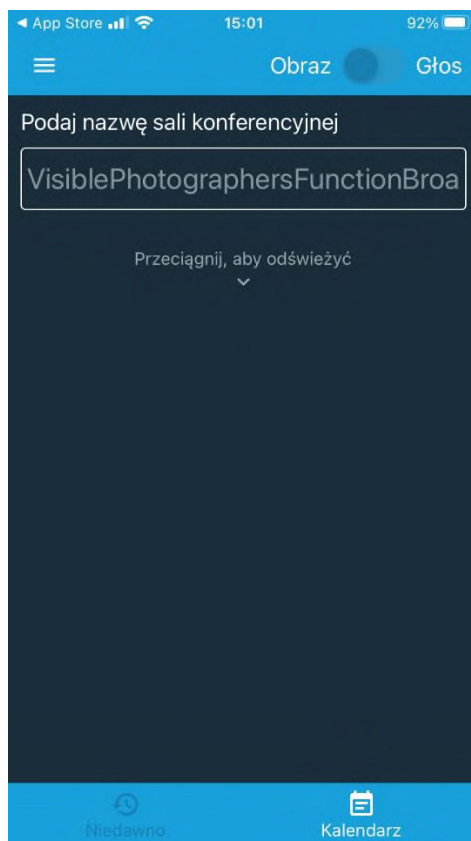 App Store 15:01 92%
Obraz Głos
Podaj nazwę sali konferencyjnej
VisiblePhotographersFunctionBroa
Przeciągnij, aby odświeżyć
Niedawno Kalendarz